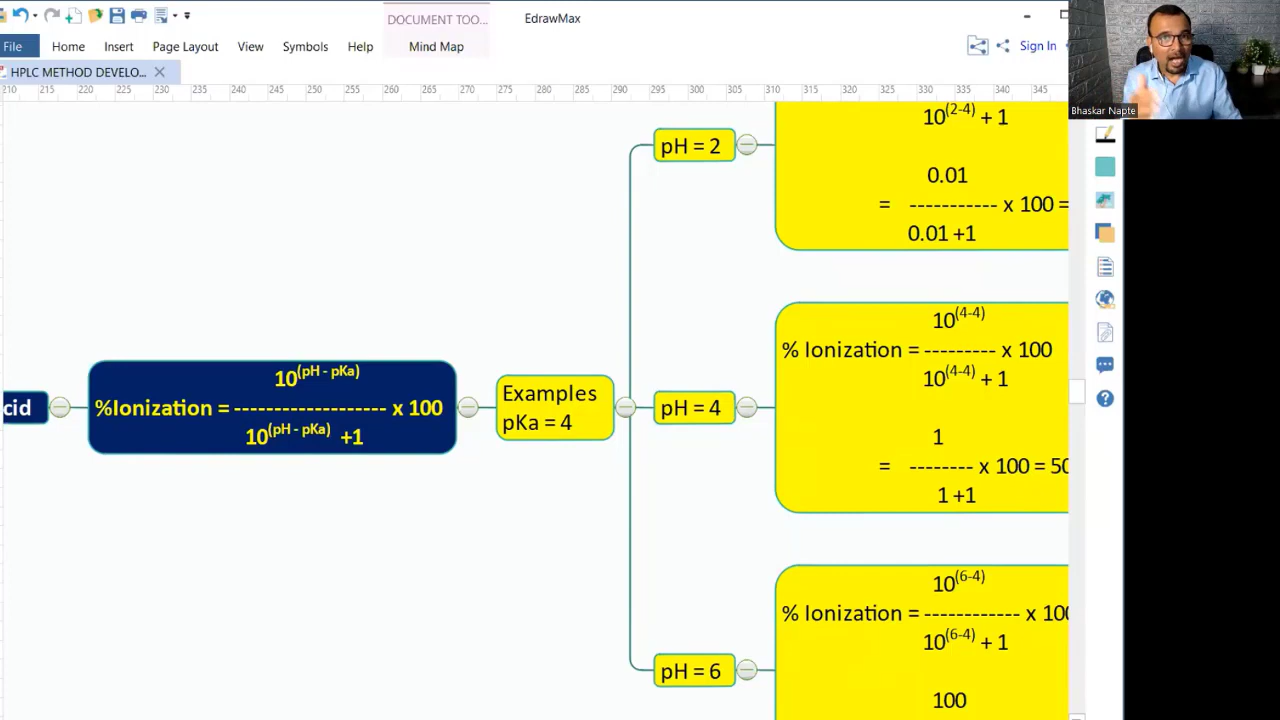 DOCUMENT TOO...
EdrawMax
File
Home
Insert
Page Layout
View
Symbols
Help
Mind Map
Sign In
HPLC METHOD DEVELO...
210 215 220 225 230 235 240 245 250 255 260 265 270 275 280 285 290 295 300 305 310 315 320 325 330 335 340 345
Bhaskar Napte
cid
10^(pH - pKa)
%Ionization = ------------------- x 100
10^(pH - pKa) +1
Examples
pKa = 4
pH = 2
10^(2-4) + 1
0.01
= ----------- x 100 =
0.01 +1
pH = 4
10^(4-4)
% Ionization = --------- x 100
10^(4-4) + 1
1
= -------- x 100 = 50
1 +1
pH = 6
10^(6-4)
% Ionization = ------------ x 100
10^(6-4) + 1
100